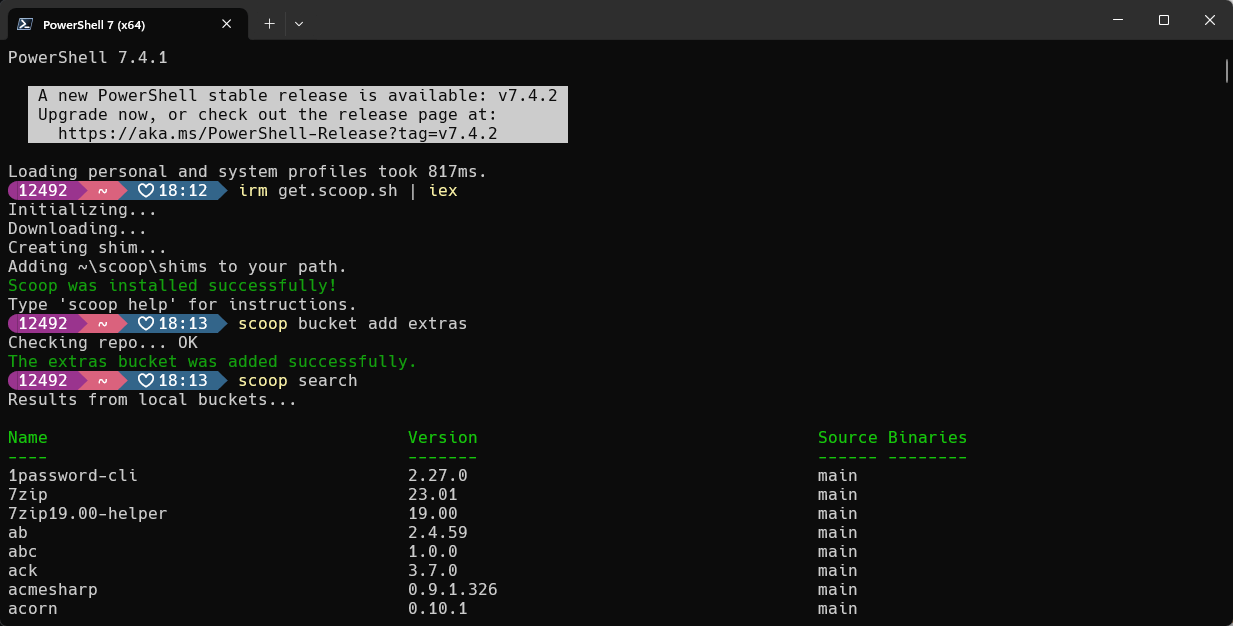 PowerShell 7 (x64)
PowerShell 7.4.1
A new PowerShell stable release is available: v7.4.2
Upgrade now, or check out the release page at:
https://aka.ms/PowerShell-Release?tag=v7.4.2
Loading personal and system profiles took 817ms.
12492 ~ ♡ 18:12 irm get.scoop.sh | iex
Initializing...
Downloading...
Creating shim...
Adding ~\scoop\shims to your path.
Scoop was installed successfully!
Type 'scoop help' for instructions.
12492 ~ ♡ 18:13 scoop bucket add extras
Checking repo... OK
The extras bucket was added successfully.
12492 ~ ♡ 18:13 scoop search
Results from local buckets...
Name Version Source Binaries
---- ------- ------ --------
1password-cli 2.27.0 main
7zip 23.01 main
7zip19.00-helper 19.00 main
ab 2.4.59 main
abc 1.0.0 main
ack 3.7.0 main
acmesharp 0.9.1.326 main
acorn 0.10.1 main